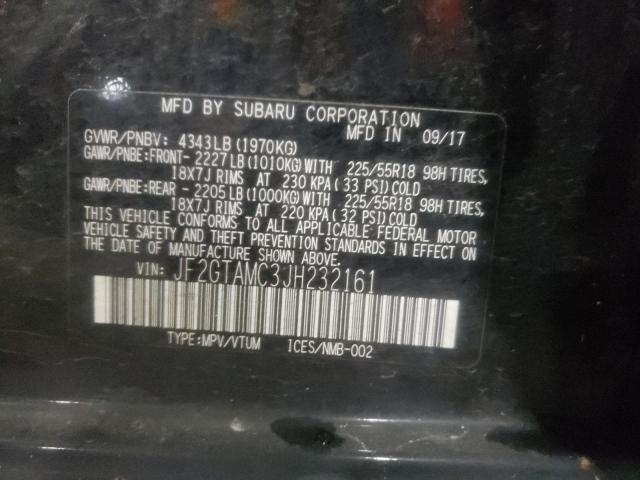 MFD BY SUBARU CORPORATION
MFD IN 09/17
GVWR/PNBV: 4343LB(1970KG)
GAWR/PNBE:FRONT- 2227LB(1010KG)WITH 225/55R18 98H TIRES,
18X7J RIMS AT 230 KPA(33 PSI)COLD
GAWR/PNBE:REAR - 2205LB(1000KG)WITH 225/55R18 98H TIRES,
18X7J RIMS AT 220 KPA(32 PSI)COLD
THIS VEHICLE CONFORMS TO ALL APPLICABLE FEDERAL MOTOR
VEHICLE SAFETY AND THEFT PREVENTION STANDARDS IN EFFECT ON
THE DATE OF MANUFACTURE SHOWN ABOVE.
VIN: JF2GTAMC3JH232161
TYPE:MPV/VTUM ICES/NMB-002